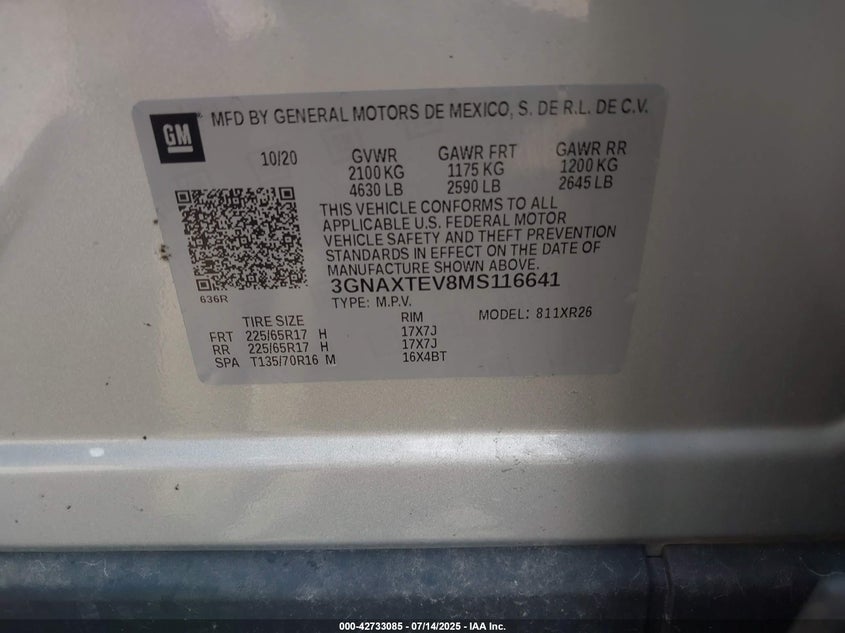 GM
MFD BY GENERAL MOTORS DE MEXICO, S. DE R.L. DE C.V.
10/20 GVWR GAWR FRT GAWR RR
2100 KG 1175 KG 1200 KG
4630 LB 2590 LB 2645 LB
THIS VEHICLE CONFORMS TO ALL
APPLICABLE U.S. FEDERAL MOTOR
VEHICLE SAFETY AND THEFT PREVENTION
STANDARDS IN EFFECT ON THE DATE OF
MANUFACTURE SHOWN ABOVE.
3GNAXTEV8MS116641
636R
TYPE: M.P.V. MODEL: 811XR26
TIRE SIZE RIM
FRT 225/65R17 H 17X7J
RR 225/65R17 H 17X7J
SPA T135/70R16 M 16X4BT
000-42733085 - 07/14/2025 - IAA Inc.